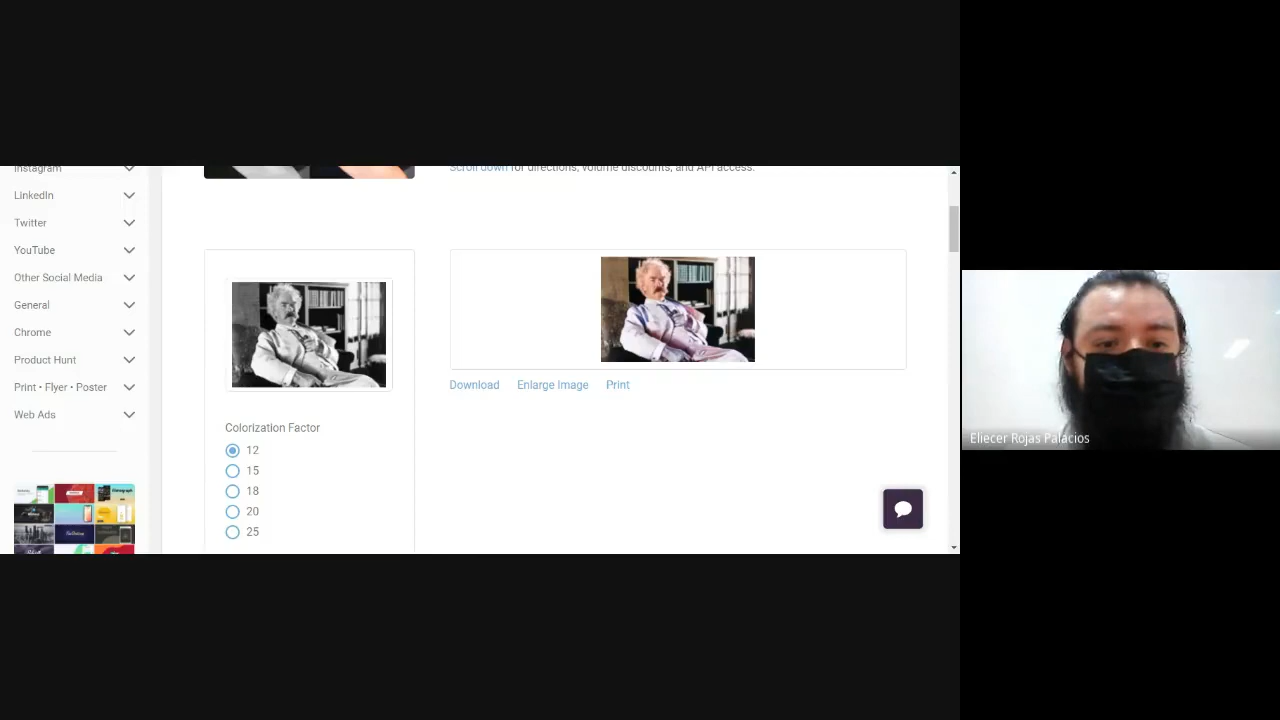 Instagram
LinkedIn
Twitter
YouTube
Other Social Media
General
Chrome
Product Hunt
Print • Flyer • Poster
Web Ads
Scroll down for directions, volume discounts, and API access.
Download Enlarge Image Print
Colorization Factor
12
15
18
20
25
Eliecer Rojas Palacios